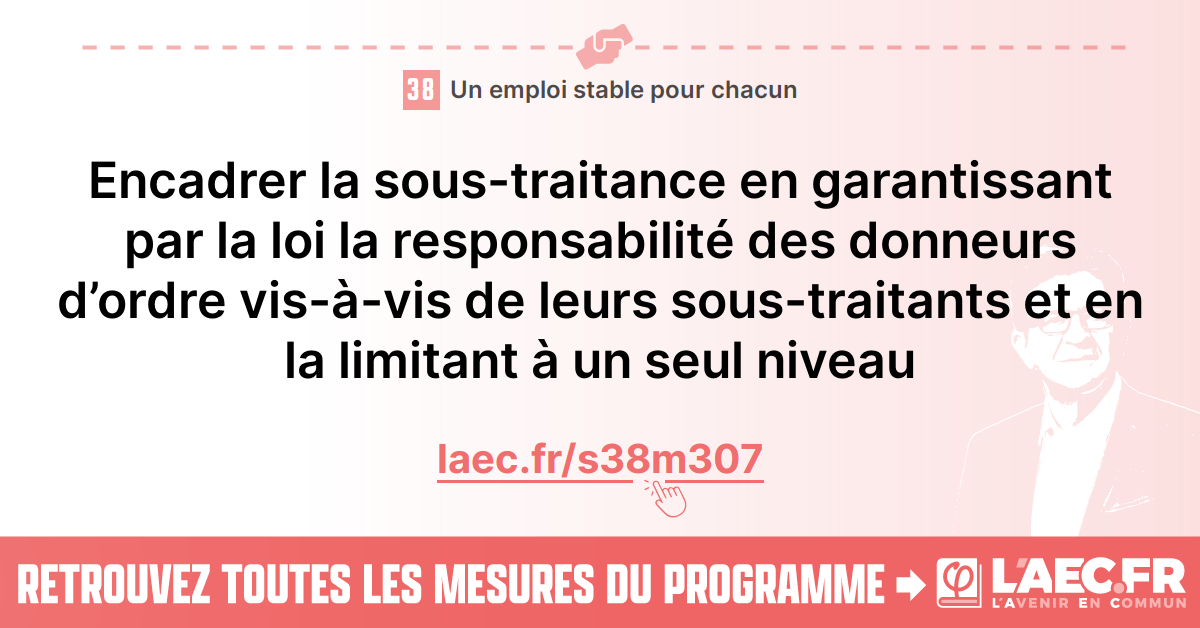 38 Un emploi stable pour chacun
Encadrer la sous-traitance en garantissant
par la loi la responsabilité des donneurs
d’ordre vis-à-vis de leurs sous-traitants et en
la limitant à un seul niveau
laec.fr/s38m307
RETROUVEZ TOUTES LES MESURES DU PROGRAMME
L'AEC.FR
L'AVENIR EN COMMUN